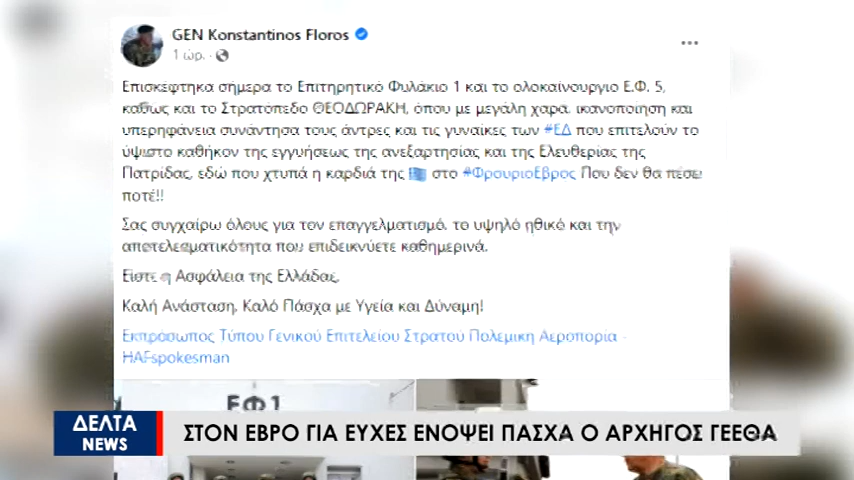 GEN Konstantinos Floros
1 ώρ. ·
Επισκέφτηκα σήμερα το Επιτηρητικό Φυλάκιο 1 και το ολοκαίνουργιο Ε.Φ. 5,
καθώς και το Στρατόπεδο ΘΕΟΔΩΡΑΚΗ, όπου με μεγάλη χαρά, ικανοποίηση και
υπερηφάνεια συνάντησα τους άντρες και τις γυναίκες των #ΕΔ που επιτελούν το
ύψιστο καθήκον της εγγυήσεως της ανεξαρτησίας και της Ελευθερίας της
Πατρίδας, εδώ που χτυπά η καρδιά της 🇬🇷 στο #ΦρουριοΕβρος Που δεν θα πέσει
ποτέ!!
Σας συγχαίρω όλους για τον επαγγελματισμό, το υψηλό ηθικό και την
αποτελεσματικότητα που επιδεικνύετε καθημερινά.
Είστε η Ασφάλεια της Ελλάδας.
Καλή Ανάσταση, Καλό Πάσχα με Υγεία και Δύναμη!
Εκπρόσωπος Τύπου Γενικού Επιτελείου Στρατού Πολεμική Αεροπορία -
HAFspokesman
ΕΦ1
ΔΕΛΤΑ
NEWS
ΣΤΟΝ ΕΒΡΟ ΓΙΑ ΕΥΧΕΣ ΕΝΟΨΕΙ ΠΑΣΧΑ Ο ΑΡΧΗΓΟΣ ΓΕΕΘΑ